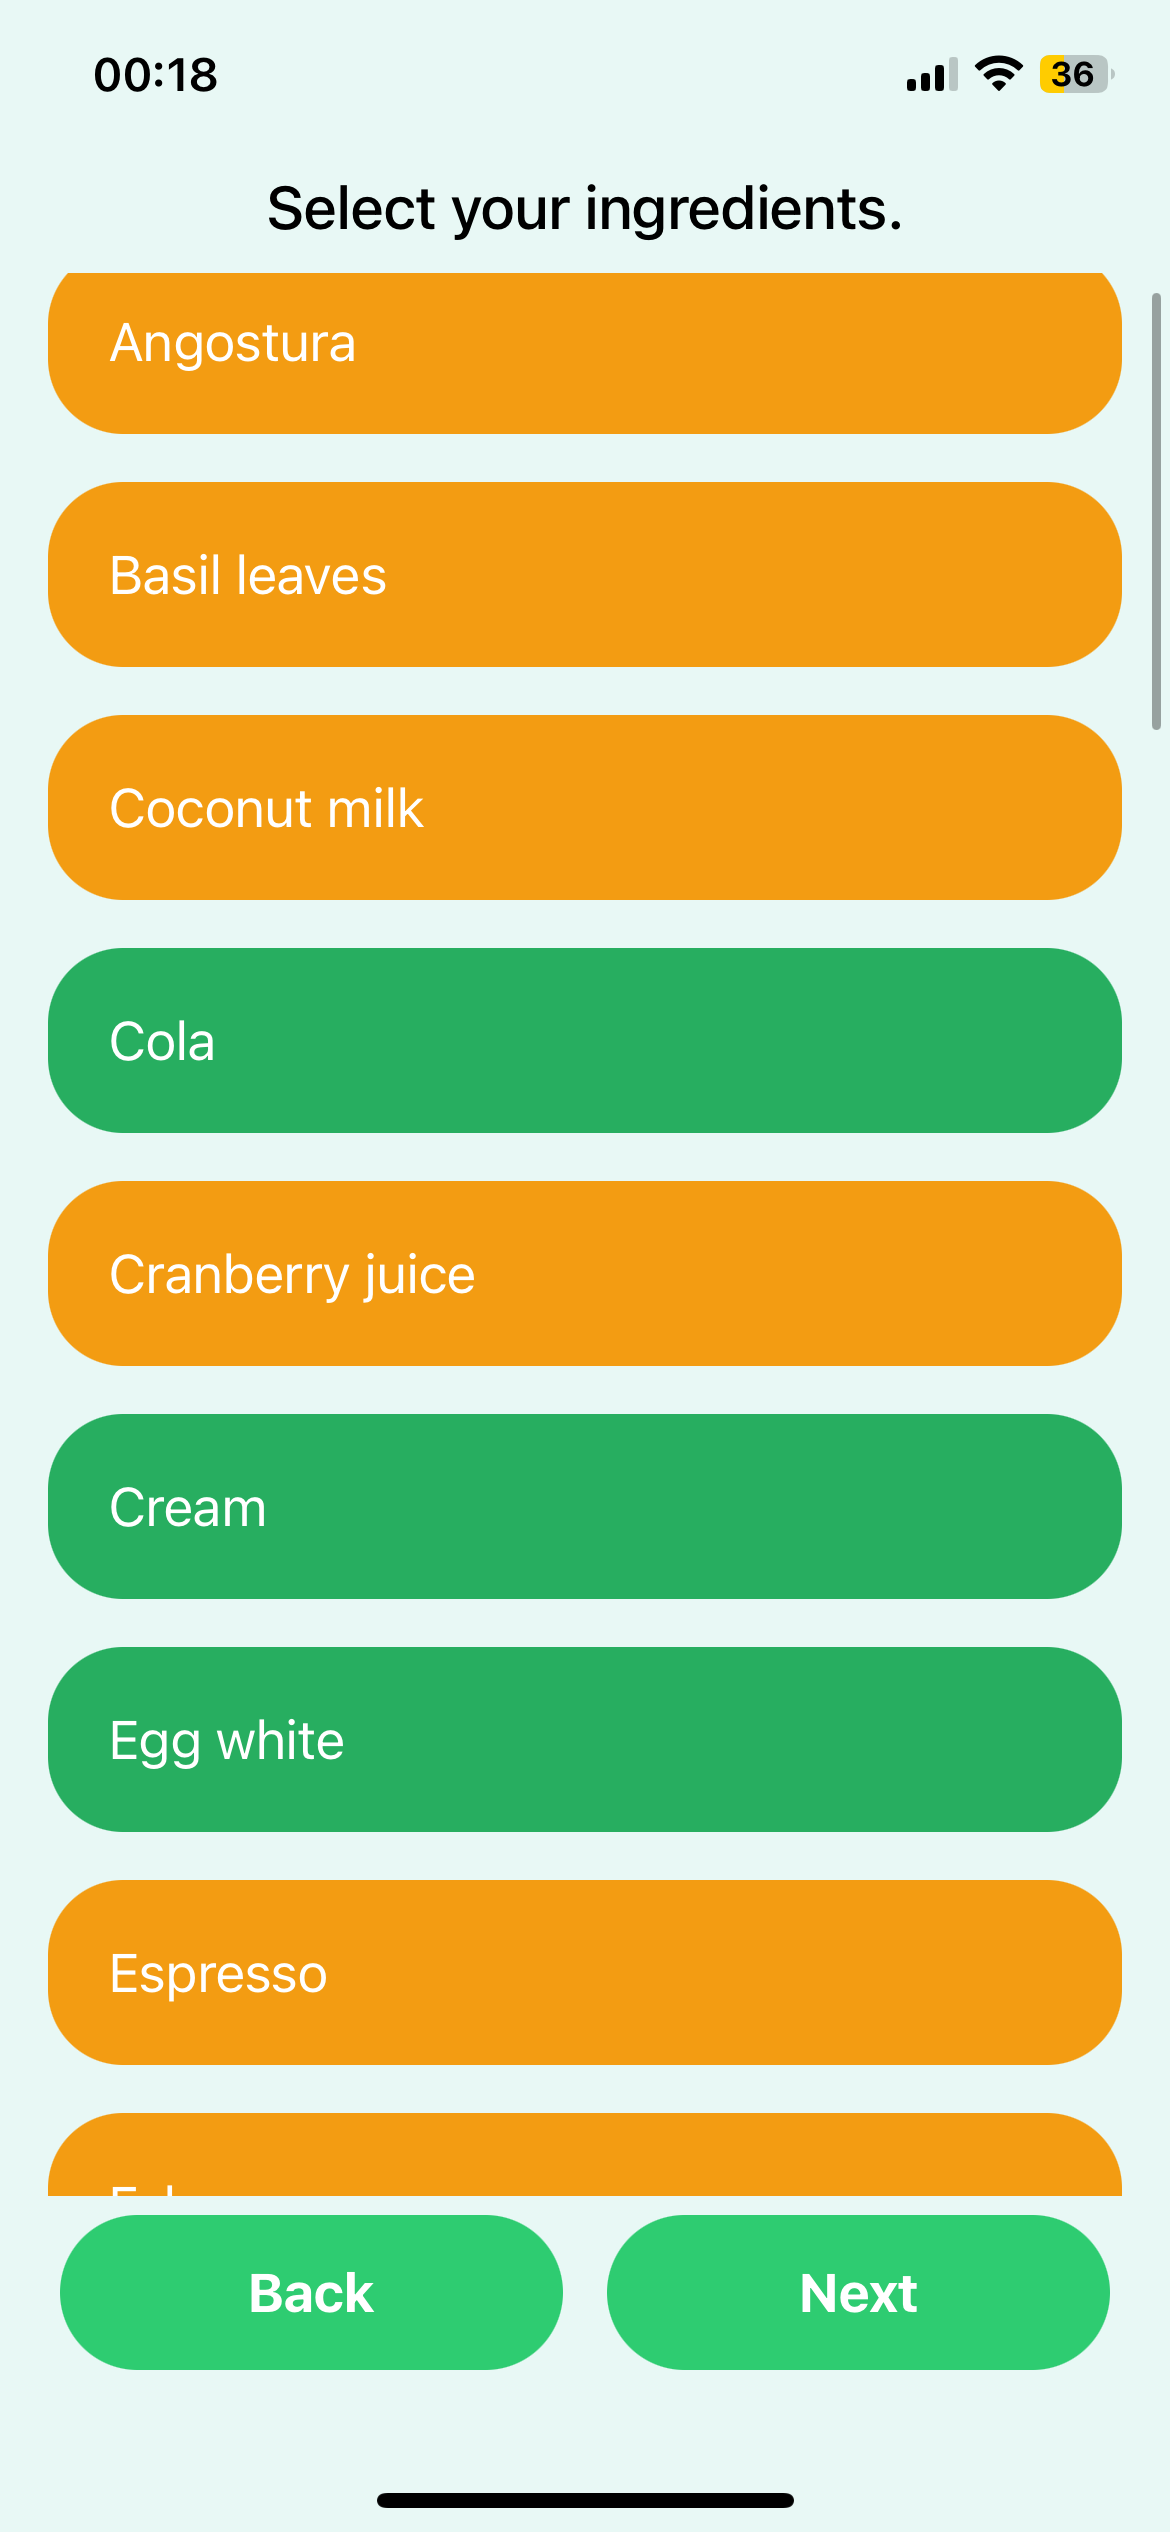 00:18
36
Select your ingredients.
Angostura
Basil leaves
Coconut milk
Cola
Cranberry juice
Cream
Egg white
Espresso
Back
Next